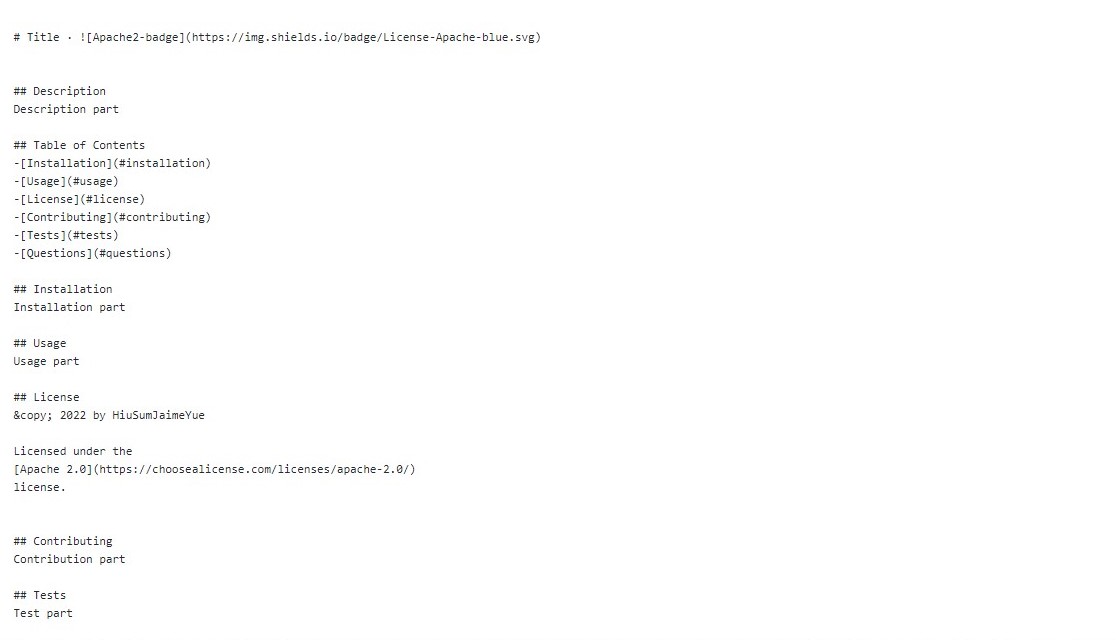 # Title · ![Apache2-badge](https://img.shields.io/badge/License-Apache-blue.svg)
## Description
Description part
## Table of Contents
-[Installation](#installation)
-[Usage](#usage)
-[License](#license)
-[Contributing](#contributing)
-[Tests](#tests)
-[Questions](#questions)
## Installation
Installation part
## Usage
Usage part
## License
&copy; 2022 by HiuSumJaimeYue
Licensed under the
[Apache 2.0](https://choosealicense.com/licenses/apache-2.0/)
license.
## Contributing
Contribution part
## Tests
Test part